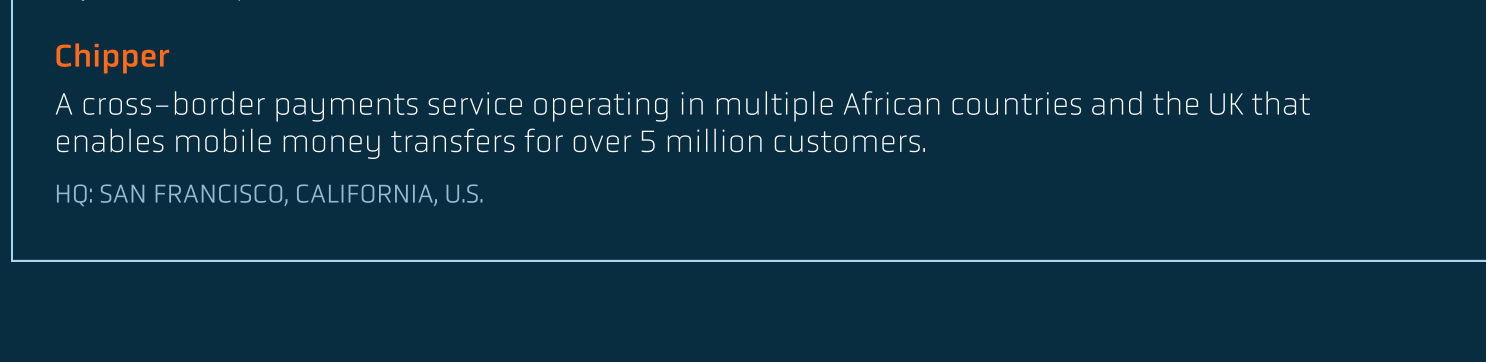 Chipper
A cross–border payments service operating in multiple African countries and the UK that
enables mobile money transfers for over 5 million customers.
HQ: SAN FRANCISCO, CALIFORNIA, U.S.